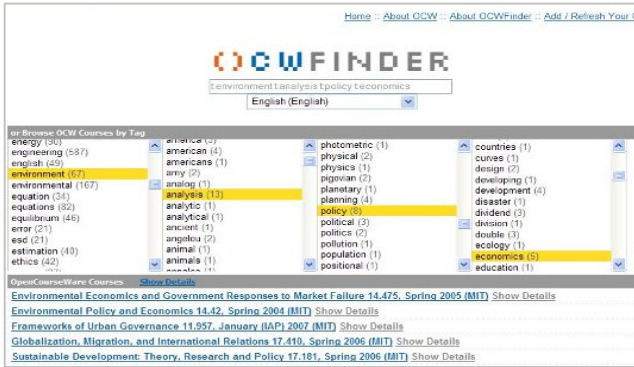 Home :: About OCW :: About OCWFinder :: Add / Refresh Your
OCWFINDER
t:environment t:analysis t:policy t:economics
English (English)
or Browse OCW Courses by Tag
energy (90)
engineering (587)
english (49)
environment (67)
environmental (167)
equation (34)
equations (82)
equilibrium (46)
error (21)
esd (21)
estimation (40)
ethics (42)
america (3)
american (4)
americans (1)
army (2)
analog (1)
analysis (13)
analytic (1)
analytical (1)
ancient (1)
angelou (2)
animal (1)
animals (1)
photometric (1)
physical (2)
physics (1)
pigovian (2)
planetary (1)
planning (4)
policy (8)
political (3)
politics (2)
pollution (1)
population (1)
positional (1)
countries (1)
curves (1)
design (2)
developing (1)
development (4)
disaster (1)
dividend (3)
division (1)
double (3)
ecology (1)
economics (5)
education (1)
OpenCourseWare Courses Show Details
Environmental Economics and Government Responses to Market Failure 14.475, Spring 2005 (MIT) Show Details
Environmental Policy and Economics 14.42, Spring 2004 (MIT) Show Details
Frameworks of Urban Governance 11.957, January (IAP) 2007 (MIT) Show Details
Globalization, Migration, and International Relations 17.410, Spring 2006 (MIT) Show Details
Sustainable Development: Theory, Research and Policy 17.181, Spring 2006 (MIT) Show Details